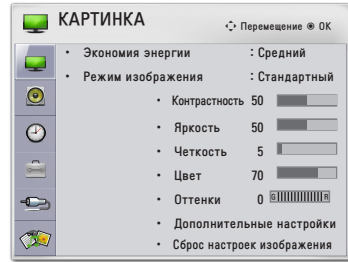 КАРТИНКА
Перемещение ОК
• Экономия энергии : Средний
• Режим изображения : Стандартный
• Контрастность 50
• Яркость 50
• Четкость 5
• Цвет 70
• Оттенки 0 G R
• Дополнительные настройки
• Сброс настроек изображения